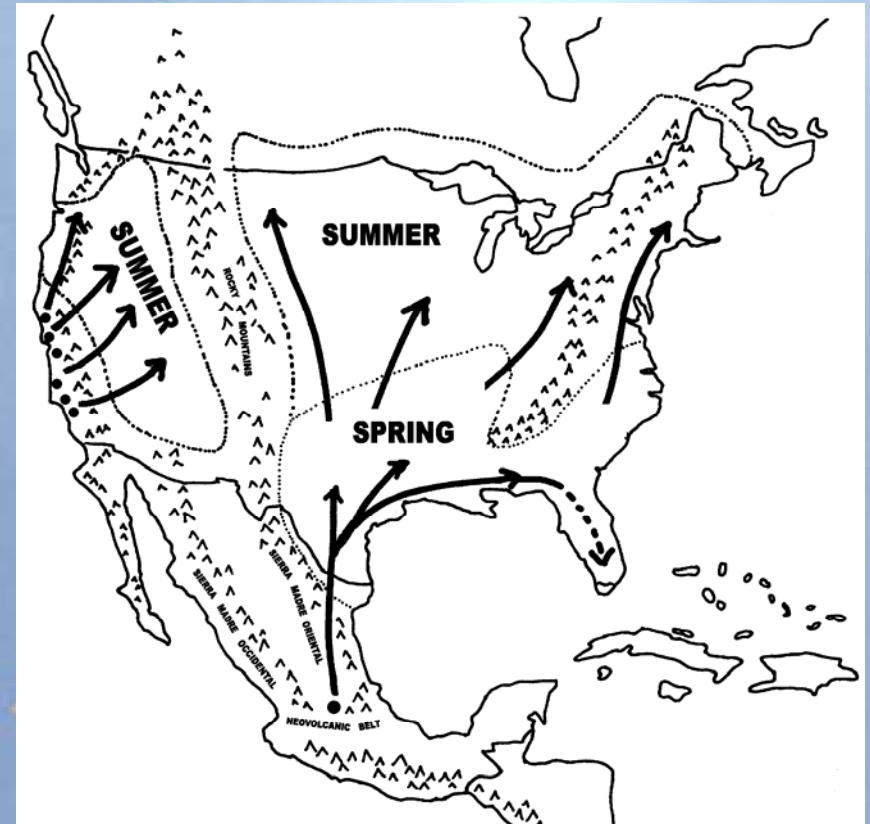 SUMMER
SUMMER
ROCKY MOUNTAINS
SPRING
SIERRA MADRE ORIENTAL
SIERRA MADRE OCCIDENTAL
NEOVOLCANIC BELT